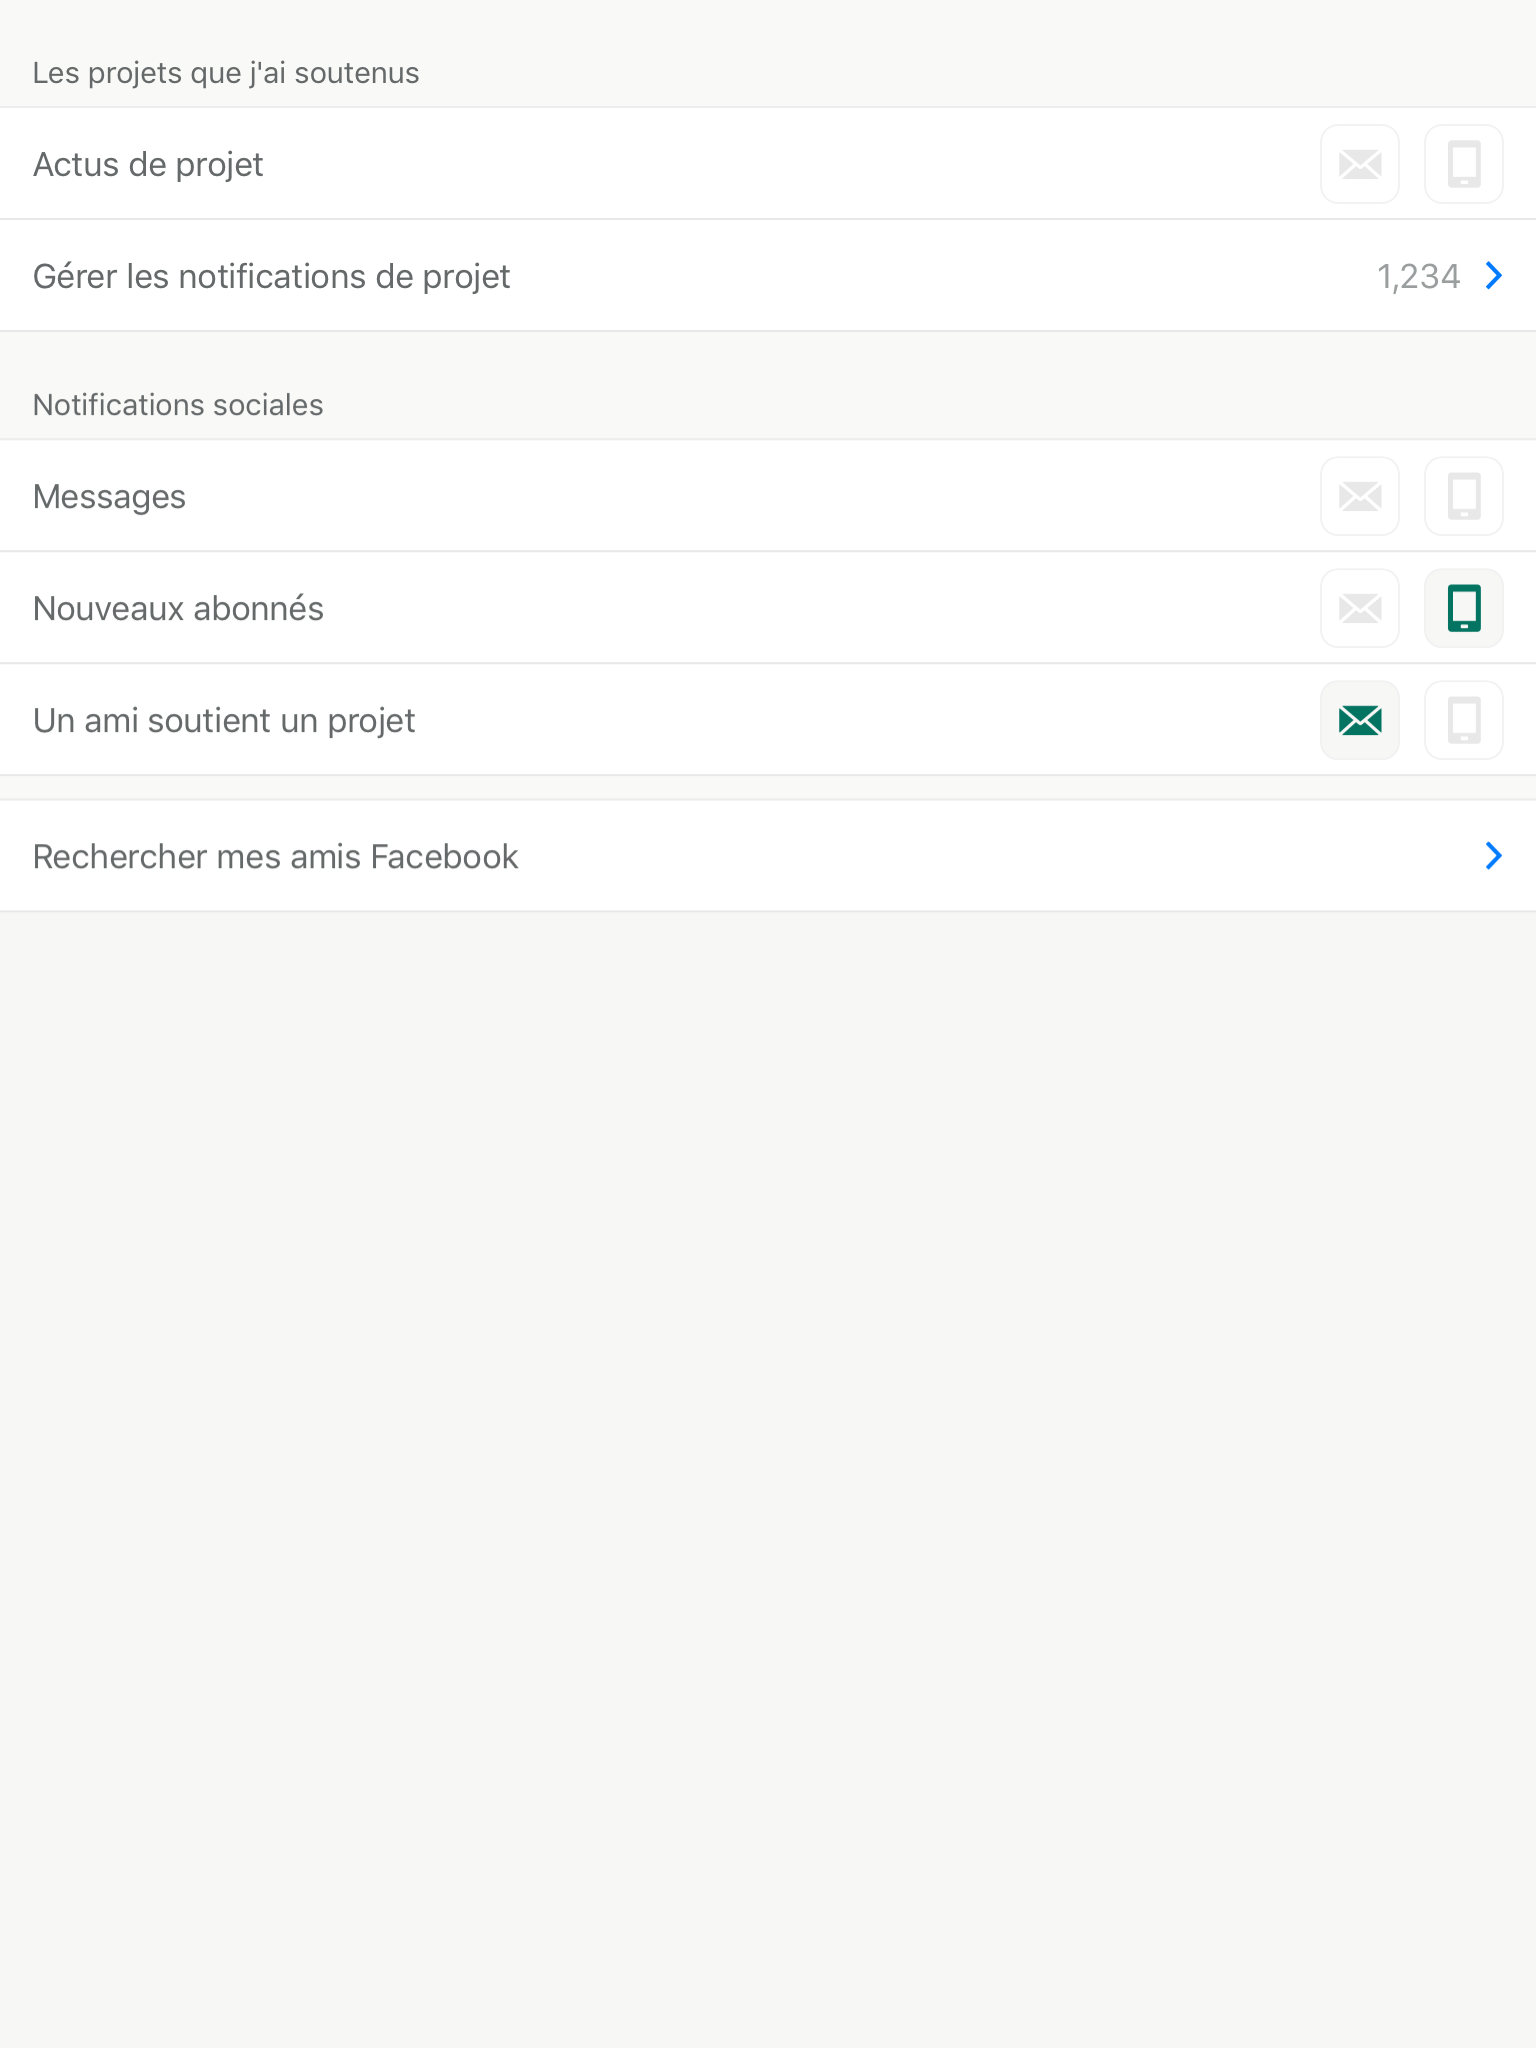 Les projets que j'ai soutenus
Actus de projet
Gérer les notifications de projet 1,234
Notifications sociales
Messages
Nouveaux abonnés
Un ami soutient un projet
Rechercher mes amis Facebook